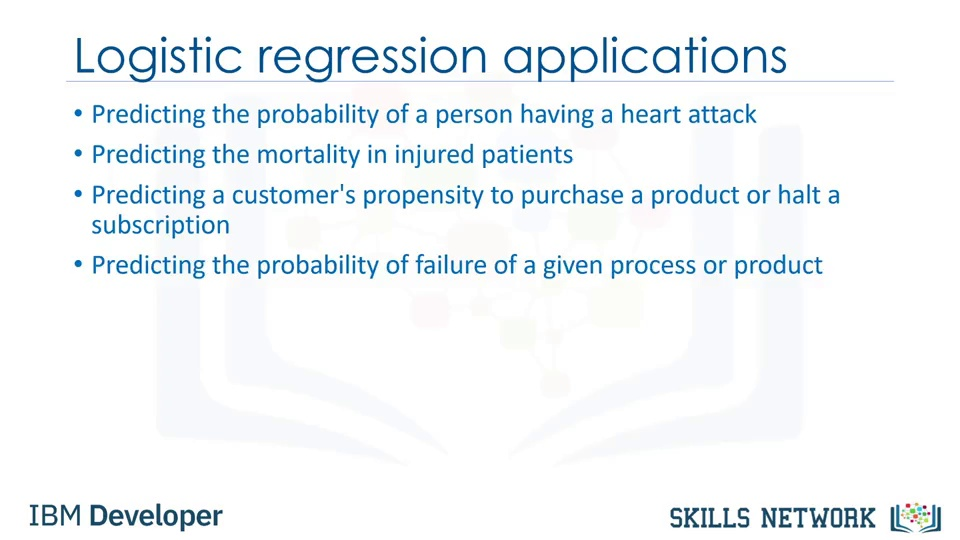 Logistic regression applications
• Predicting the probability of a person having a heart attack
• Predicting the mortality in injured patients
• Predicting a customer's propensity to purchase a product or halt a
subscription
• Predicting the probability of failure of a given process or product
IBM Developer
SKILLS NETWORK